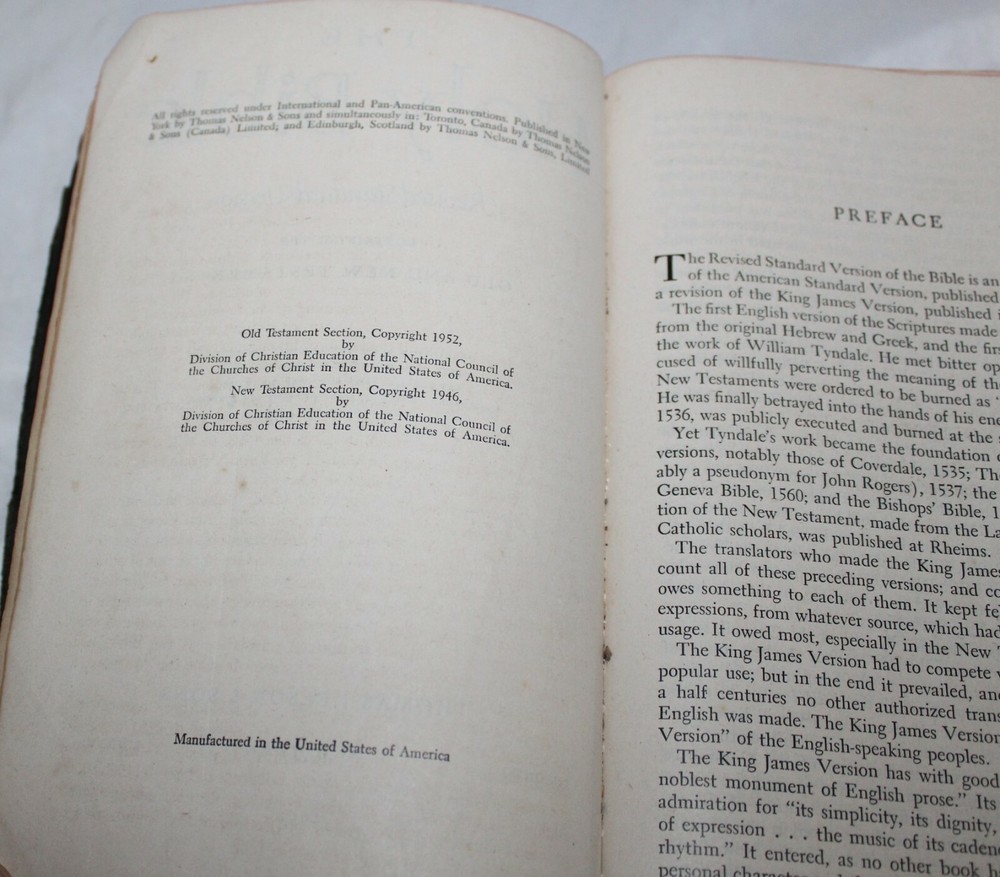 All rights reserved under International and Pan-American conventions. Published in New
York by Thomas Nelson & Sons and simultaneously in: Toronto, Canada by Thomas Nelson
& Sons (Canada) Limited; and Edinburgh, Scotland by Thomas Nelson & Sons, Limited
Old Testament Section, Copyright 1952,
by
Division of Christian Education of the National Council of
the Churches of Christ in the United States of America.
New Testament Section, Copyright 1946,
by
Division of Christian Education of the National Council of
the Churches of Christ in the United States of America.
Manufactured in the United States of America
PREFACE
The Revised Standard Version of the Bible is an
of the American Standard Version, published
a revision of the King James Version, published
The first English version of the Scriptures made
from the original Hebrew and Greek, and the
the work of William Tyndale. He met bitter
cused of willfully perverting the meaning of
New Testaments were ordered to be burned as
He was finally betrayed into the hands of his
1536, was publicly executed and burned at the
Yet Tyndale's work became the foundation
versions, notably those of Coverdale, 1535;
ably a pseudonym for John Rogers), 1537; the
Geneva Bible, 1560; and the Bishops' Bible,
tion of the New Testament, made from the
Catholic scholars, was published at Rheims.
The translators who made the King James
count all of these preceding versions; and
owes something to each of them. It kept
expressions, from whatever source, which had
usage. It owed most, especially in the New
The King James Version had to compete
popular use; but in the end it prevailed,
a half centuries no other authorized
English was made. The King James Version
Version" of the English-speaking peoples.
The King James Version has with good
noblest monument of English prose." Its
admiration for "its simplicity, its dignity,
of expression . . . the music of its
rhythm." It entered, as no other book
personal